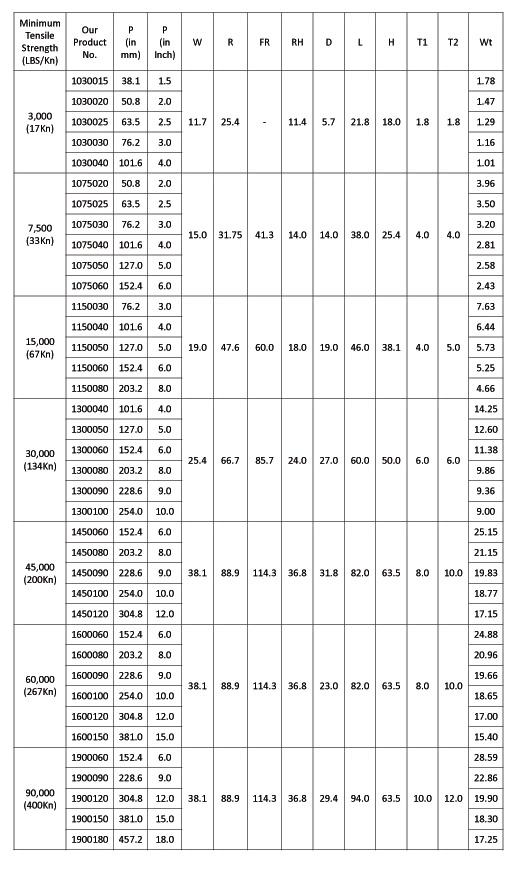 Minimum Tensile Strength (LBS/Kn) Our Product No. P (in mm) P (in Inch) W R FR RH D L H T1 T2 Wt
3,000 (17Kn) 11.7 25.4 - 11.4 5.7 21.8 18.0 1.8 1.8
1030015 38.1 1.5 1.78
1030020 50.8 2.0 1.47
1030025 63.5 2.5 1.29
1030030 76.2 3.0 1.16
1030040 101.6 4.0 1.01
7,500 (33Kn) 15.0 31.75 41.3 14.0 14.0 38.0 25.4 4.0 4.0
1075020 50.8 2.0 3.96
1075025 63.5 2.5 3.50
1075030 76.2 3.0 3.20
1075040 101.6 4.0 2.81
1075050 127.0 5.0 2.58
1075060 152.4 6.0 2.43
15,000 (67Kn) 19.0 47.6 60.0 18.0 19.0 46.0 38.1 4.0 5.0
1150030 76.2 3.0 7.63
1150040 101.6 4.0 6.44
1150050 127.0 5.0 5.73
1150060 152.4 6.0 5.25
1150080 203.2 8.0 4.66
30,000 (134Kn) 25.4 66.7 85.7 24.0 27.0 60.0 50.0 6.0 6.0
1300040 101.6 4.0 14.25
1300050 127.0 5.0 12.60
1300060 152.4 6.0 11.38
1300080 203.2 8.0 9.86
1300090 228.6 9.0 9.36
1300100 254.0 10.0 9.00
45,000 (200Kn) 38.1 88.9 114.3 36.8 31.8 82.0 63.5 8.0 10.0
1450060 152.4 6.0 25.15
1450080 203.2 8.0 21.15
1450090 228.6 9.0 19.83
1450100 254.0 10.0 18.77
1450120 304.8 12.0 17.15
60,000 (267Kn) 38.1 88.9 114.3 36.8 23.0 82.0 63.5 8.0 10.0
1600060 152.4 6.0 24.88
1600080 203.2 8.0 20.96
1600090 228.6 9.0 19.66
1600100 254.0 10.0 18.65
1600120 304.8 12.0 17.00
1600150 381.0 15.0 15.40
90,000 (400Kn) 38.1 88.9 114.3 36.8 29.4 94.0 63.5 10.0 12.0
1900060 152.4 6.0 28.59
1900090 228.6 9.0 22.86
1900120 304.8 12.0 19.90
1900150 381.0 15.0 18.30
1900180 457.2 18.0 17.25